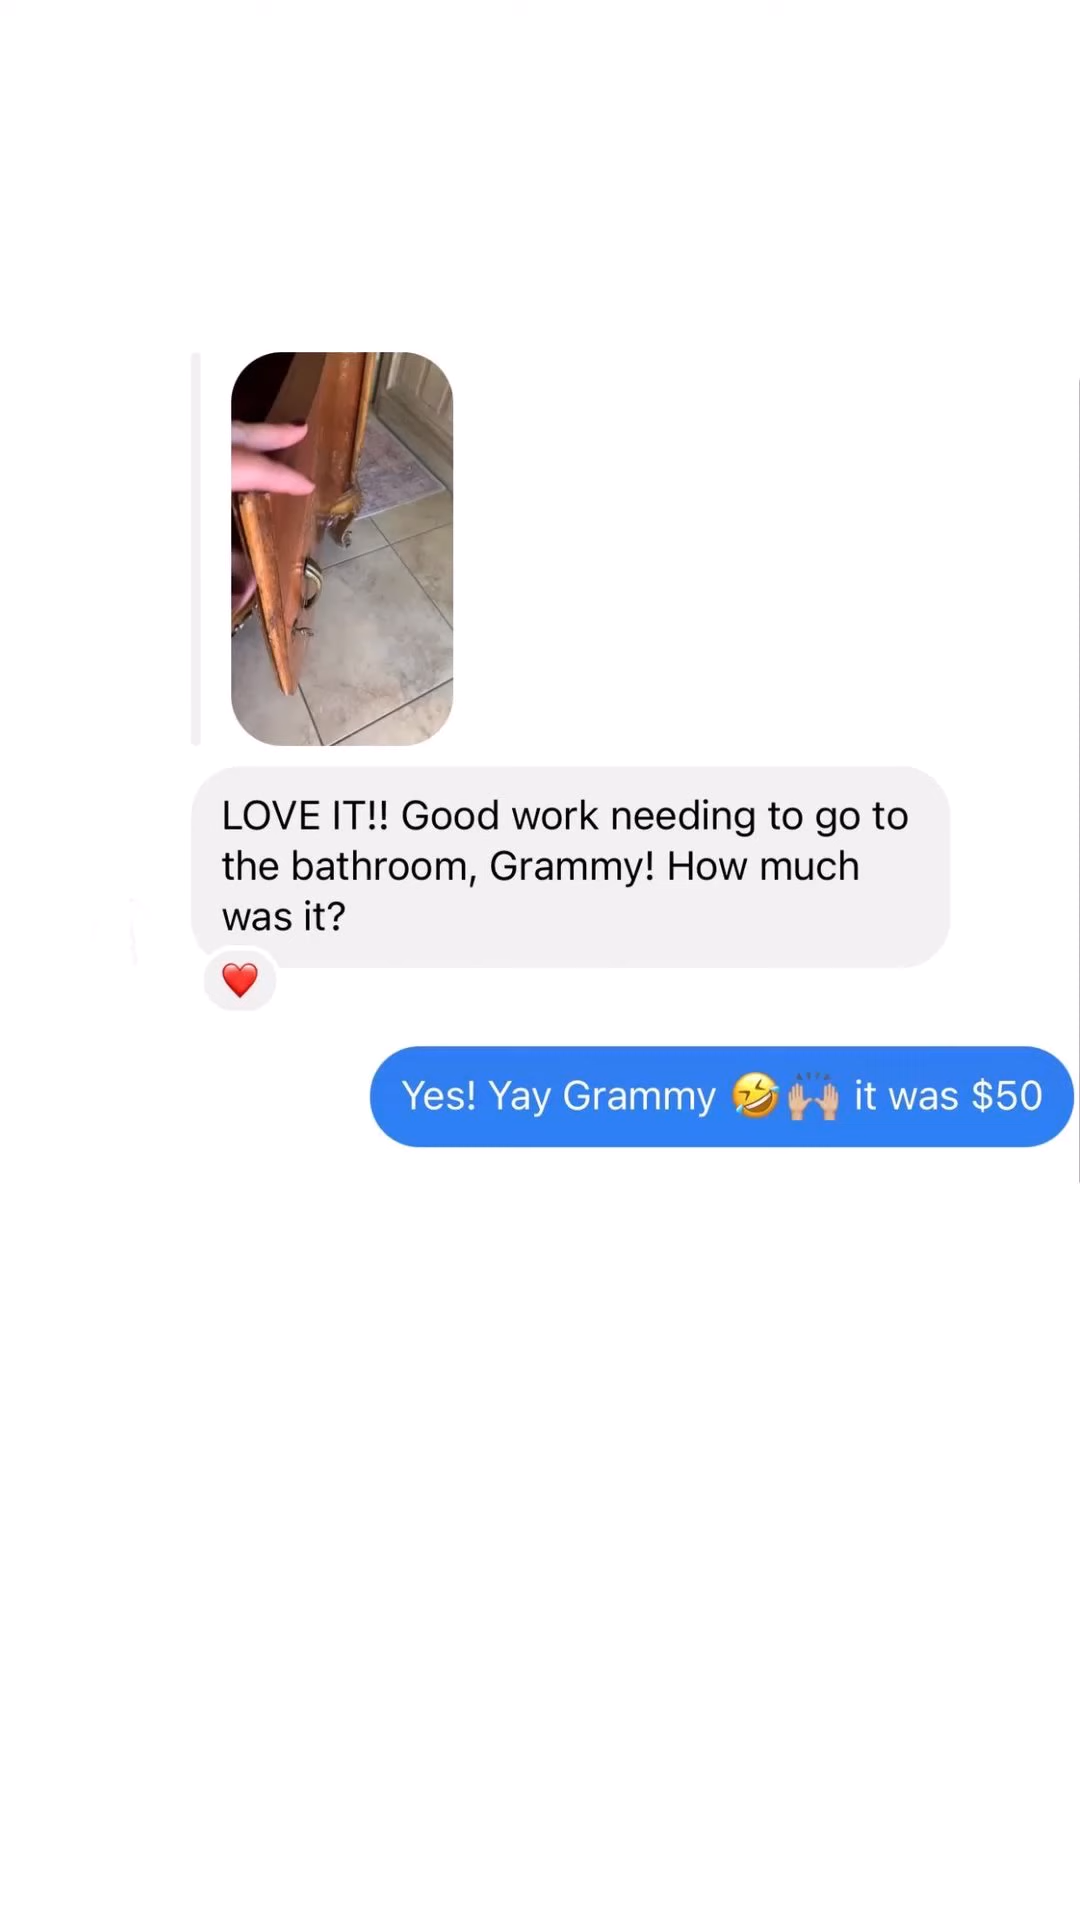 LOVE IT!! Good work needing to go to
the bathroom, Grammy! How much
was it?
❤️
Yes! Yay Grammy 🤣🙌🏼 it was $50